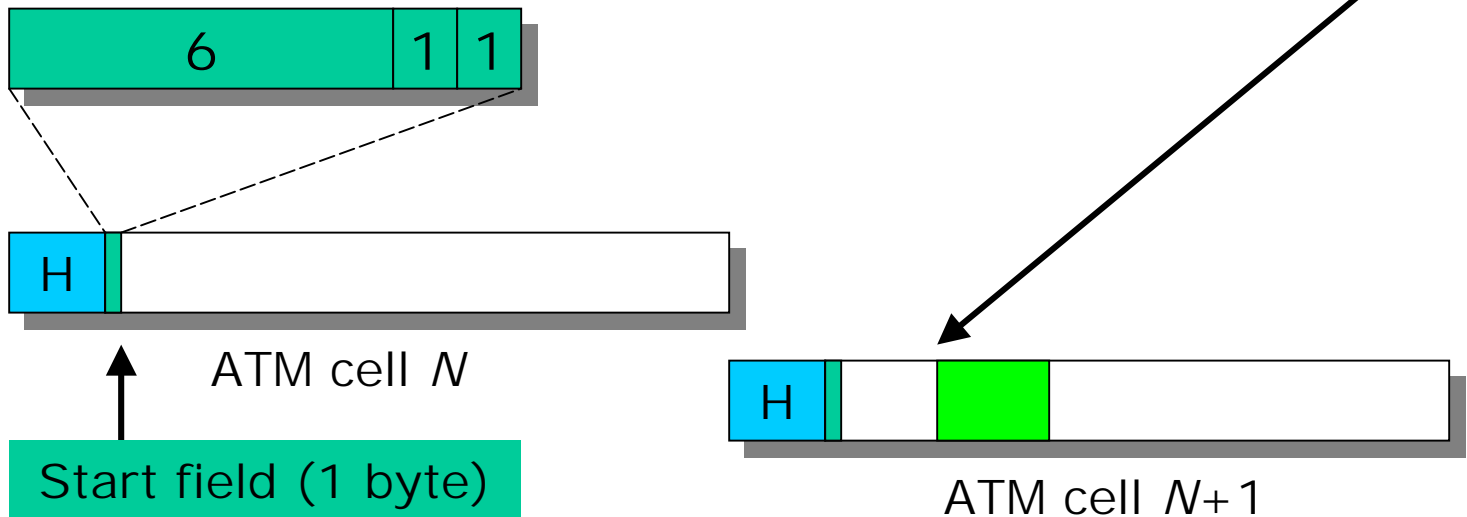 6 1 1
H
ATM cell N
H
Start field (1 byte)
ATM cell N+1